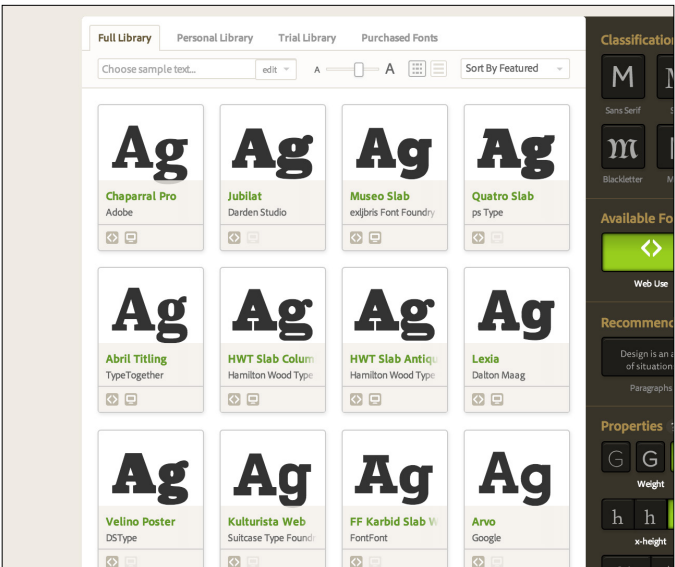 Full Library Personal Library Trial Library Purchased Fonts
Choose sample text... edit A A Sort By Featured
Ag Ag Ag Ag
Chaparral Pro Jubilat Museo Slab Quatro Slab
Adobe Darden Studio exljbris Font Foundry ps Type
Ag Ag Ag Ag
Abril Titling HWT Slab Colum HWT Slab Antiqu Lexia
TypeTogether Hamilton Wood Type Hamilton Wood Type Dalton Maag
Ag Ag Ag Ag
Velino Poster Kulturista Web FF Karbid Slab W Arvo
DSType Suitcase Type Foundr FontFont Google
Classification
M
Sans Serif S
m
Blackletter M
Available Fo
Web Use
Recommend
Design is an a
of situation
Paragraphs
Properties
G G
Weight
h h
x-height